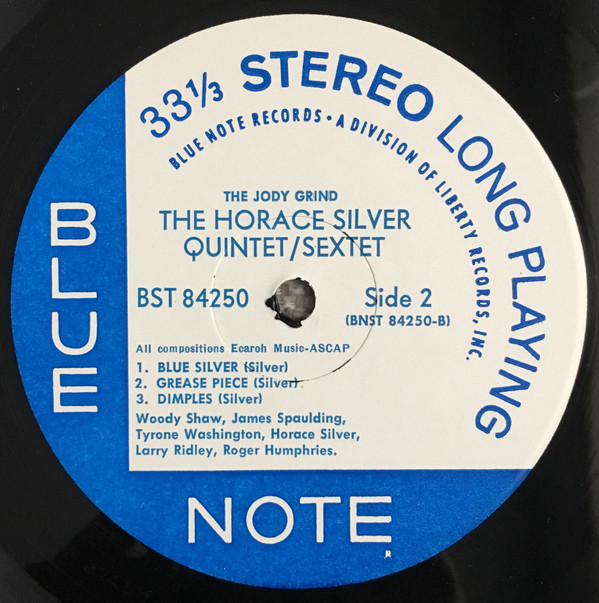 33⅓ STEREO LONG PLAYING
BLUE NOTE RECORDS • A DIVISION OF LIBERTY RECORDS, INC.
THE JODY GRIND
THE HORACE SILVER
QUINTET/SEXTET
BST 84250
Side 2
(BNST 84250-B)
All compositions Ecaroh Music-ASCAP
1. BLUE SILVER (Silver)
2. GREASE PIECE (Silver)
3. DIMPLES (Silver)
Woody Shaw, James Spaulding,
Tyrone Washington, Horace Silver,
Larry Ridley, Roger Humphries.
BLUE
NOTE
R